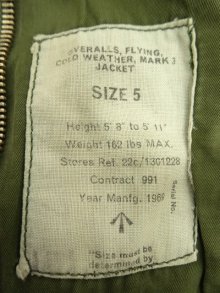 OVERALLS, FLYING,
COLD WEATHER, MARK 3
JACKET
SIZE 5
Height 5' 8" to 5' 11"
Weight 162 lbs max
Stores Ref. 22c/1301228
Contract 991
Serial No.
Year Manfg. 196
"Size must be
determined by